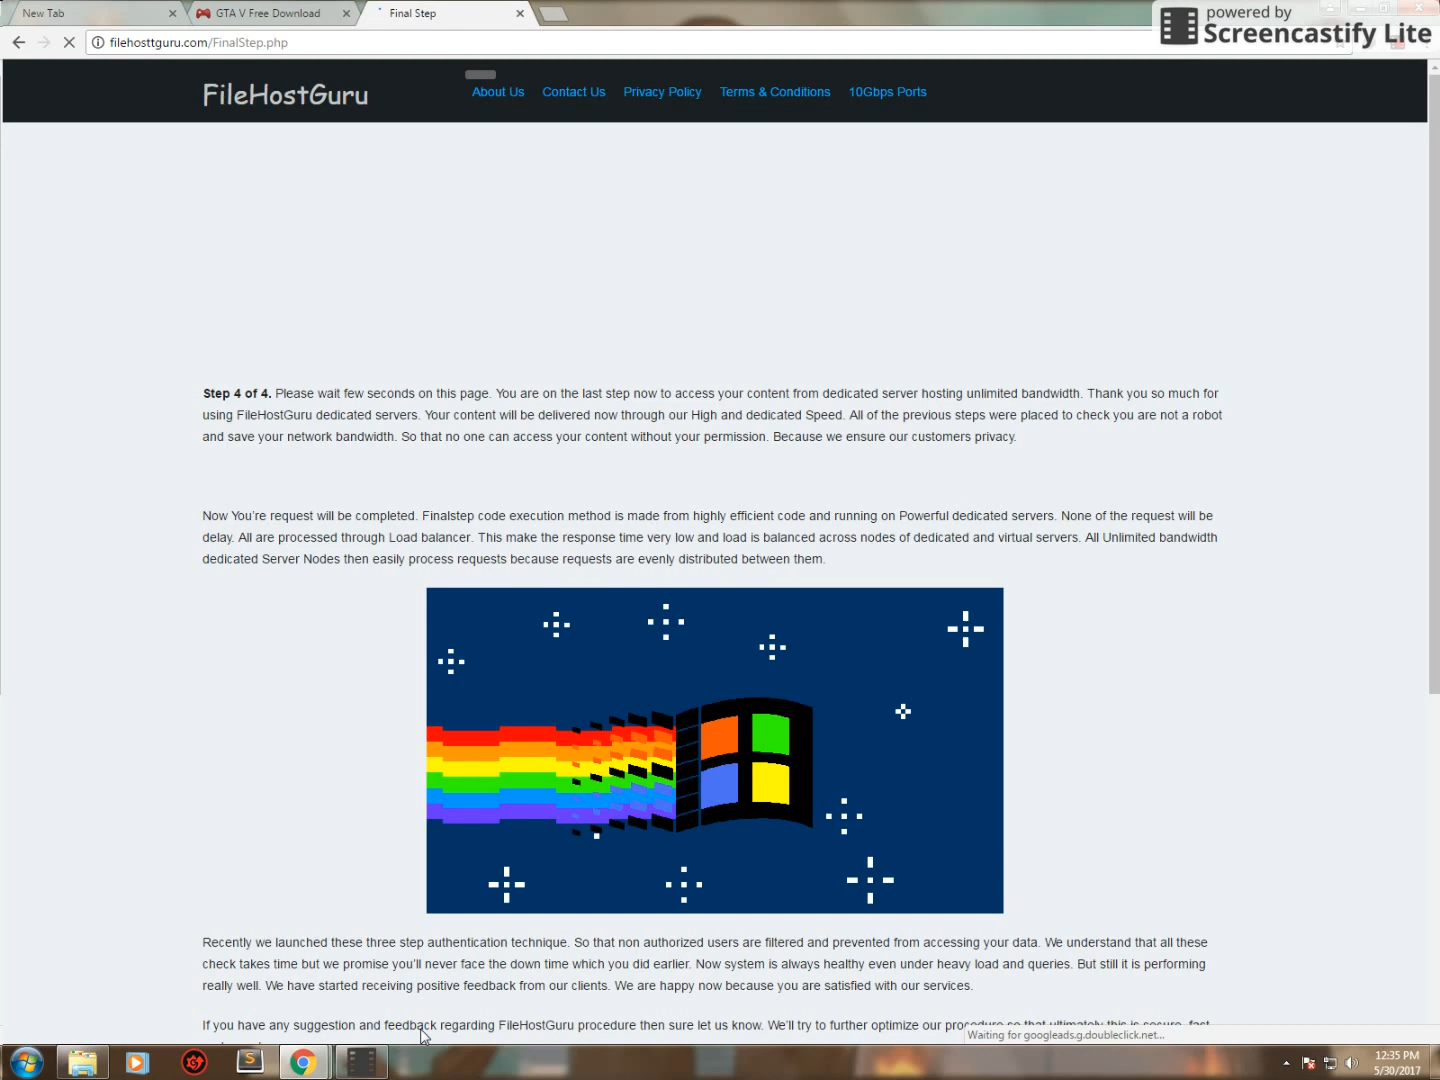 New Tab
GTA V Free Download
Final Step
powered by
Screencastify Lite
filehosttguru.com/FinalStep.php
FileHostGuru
About Us
Contact Us
Privacy Policy
Terms & Conditions
10Gbps Ports
Step 4 of 4. Please wait few seconds on this page. You are on the last step now to access your content from dedicated server hosting unlimited bandwidth. Thank you so much for
using FileHostGuru dedicated servers. Your content will be delivered now through our High and dedicated Speed. All of the previous steps were placed to check you are not a robot
and save your network bandwidth. So that no one can access your content without your permission. Because we ensure our customers privacy.
Now You're request will be completed. Finalstep code execution method is made from highly efficient code and running on Powerful dedicated servers. None of the request will be
delay. All are processed through Load balancer. This make the response time very low and load is balanced across nodes of dedicated and virtual servers. All Unlimited bandwidth
dedicated Server Nodes then easily process requests because requests are evenly distributed between them.
Recently we launched these three step authentication technique. So that non authorized users are filtered and prevented from accessing your data. We understand that all these
check takes time but we promise you'll never face the down time which you did earlier. Now system is always healthy even under heavy load and queries. But still it is performing
really well. We have started receiving positive feedback from our clients. We are happy now because you are satisfied with our services.
If you have any suggestion and feedback regarding FileHostGuru procedure then sure let us know. We'll try to further optimize our procedure so that ultimately this is secure, fast
Waiting for googleads.g.doubleclick.net...
S
12:35 PM
5/30/2017